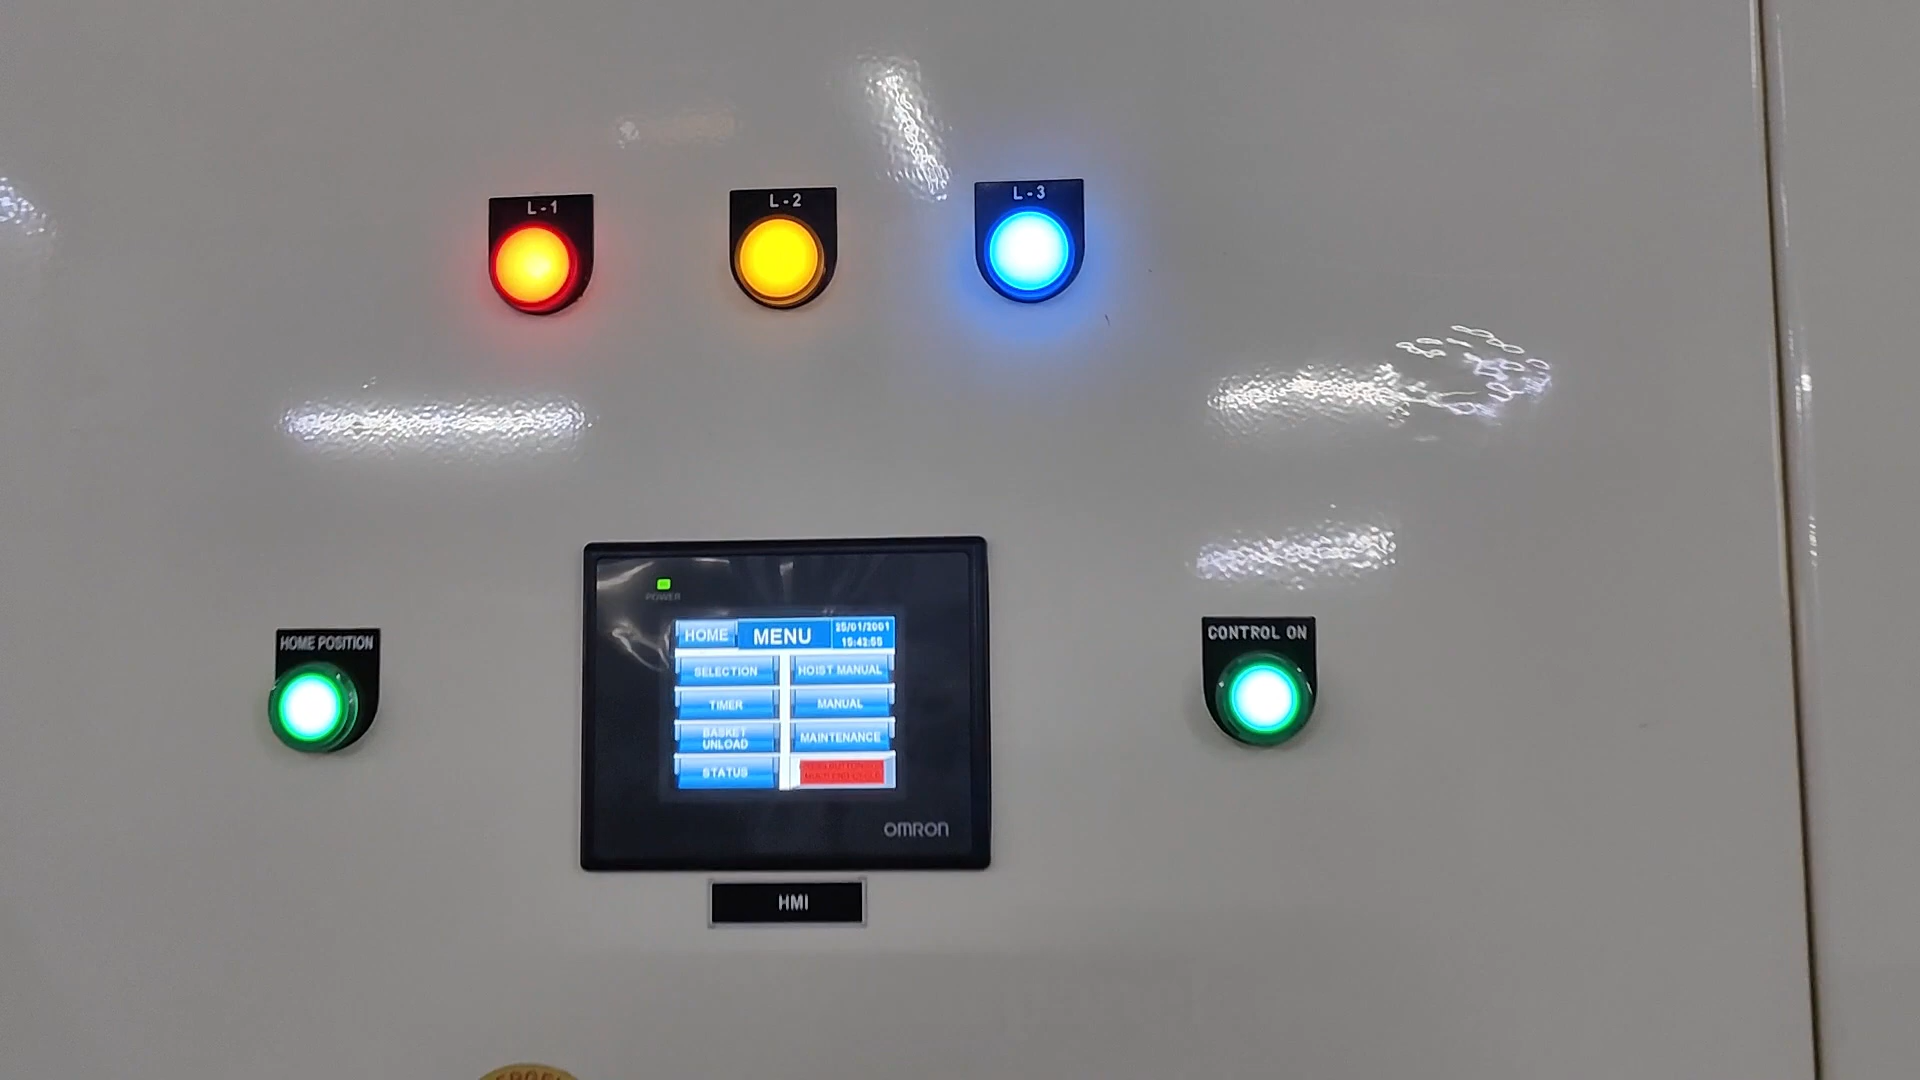 L-1
L-2
L-3
HOME POSITION
POWER
HOME
MENU
25/01/2001
15:42:55
SELECTION
HOIST MANUAL
TIMER
MANUAL
BASKET
UNLOAD
MAINTENANCE
STATUS
OMRON
HMI
CONTROL ON